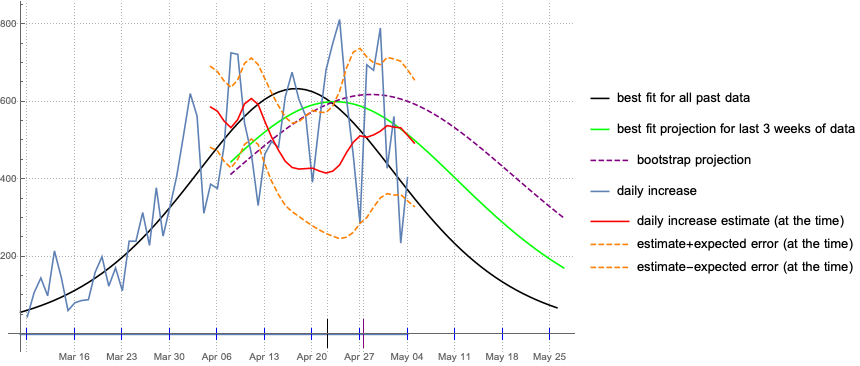 800
600
400
200
Mar 16 Mar 23 Mar 30 Apr 06 Apr 13 Apr 20 Apr 27 May 04 May 11 May 18 May 25
best fit for all past data
best fit projection for last 3 weeks of data
bootstrap projection
daily increase
daily increase estimate (at the time)
estimate+expected error (at the time)
estimate−expected error (at the time)